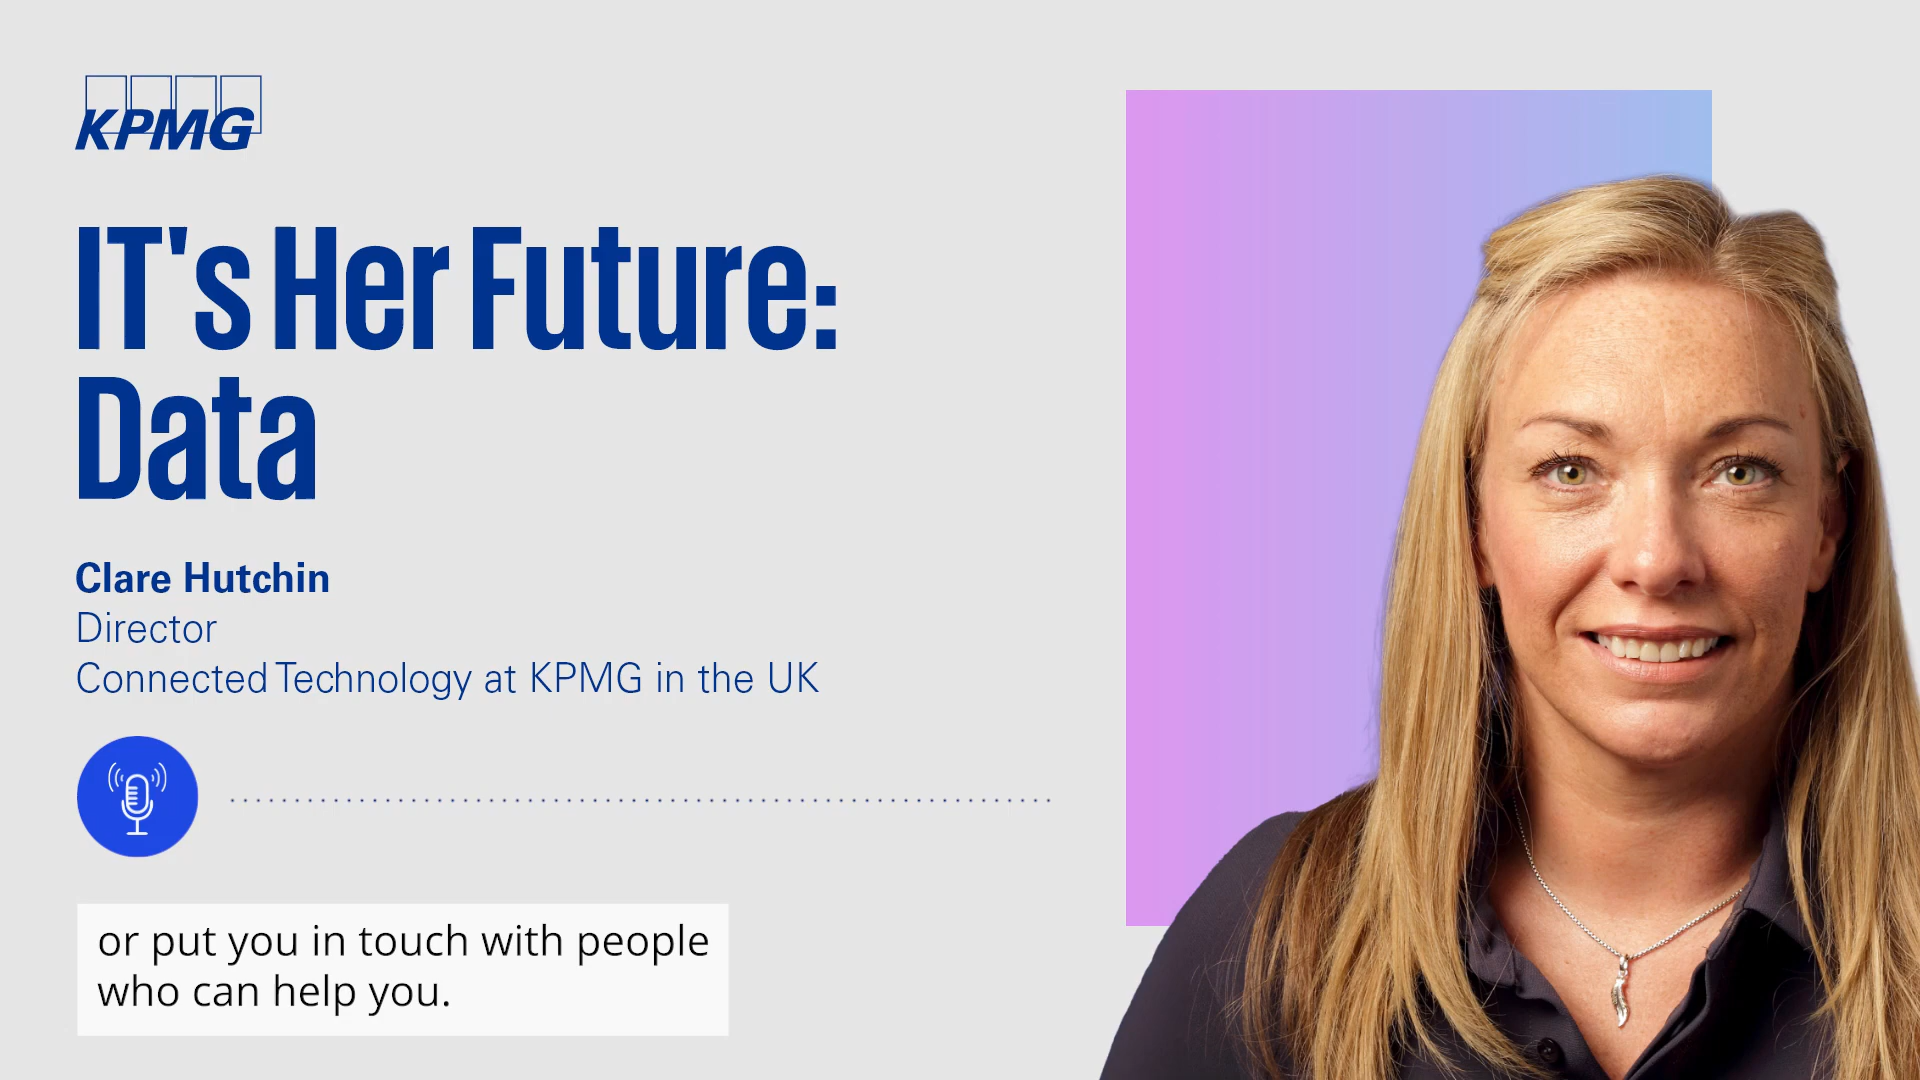 KPMG
IT's Her Future:
Data
Clare Hutchin
Director
Connected Technology at KPMG in the UK
or put you in touch with people
who can help you.